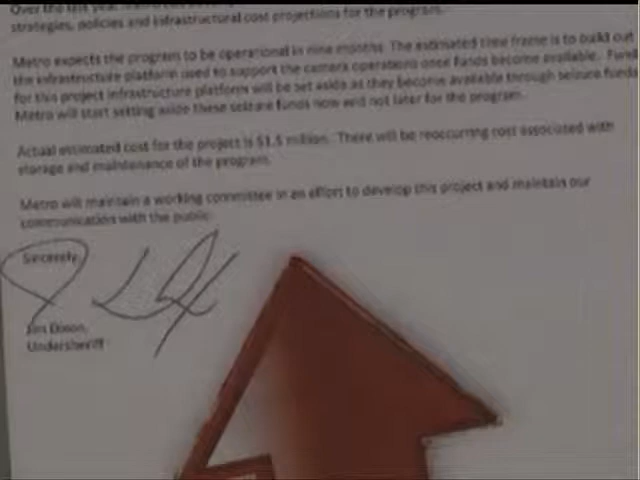 Over the last year
strategies, policies and infrastructural cost projections for the program.
Metro expects the program to be operational in nine months. The estimated time frame is to build out
the infrastructure platform used to support the camera operations once funds become available. Fund
for this project infrastructure platform will be set aside as they become available through seizure funds
Metro will start setting aside these seizure funds now and not later for the program.
Actual estimated cost for the project is $1.5 million. There will be reoccurring cost associated with
storage and maintenance of the program.
Metro will maintain a working committee in an effort to develop this project and maintain our
communication with the public.
Sincerely,
Jim Dixon,
Undersheriff